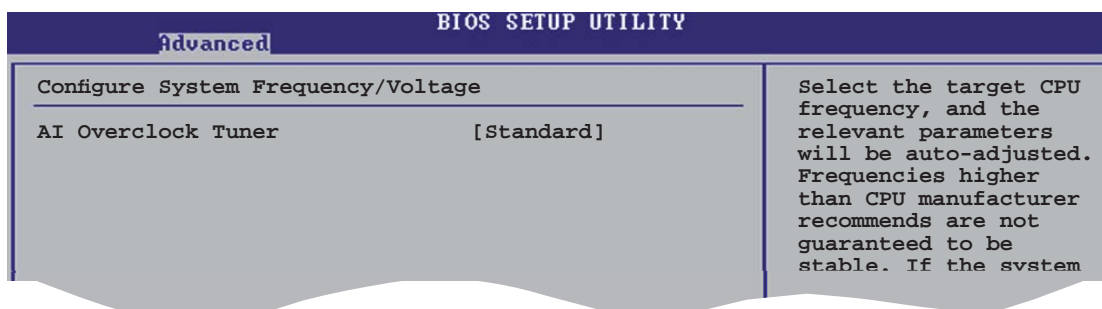 BIOS SETUP UTILITY
Advanced
Configure System Frequency/Voltage
AI Overclock Tuner [Standard]
Select the target CPU
frequency, and the
relevant parameters
will be auto-adjusted.
Frequencies higher
than CPU manufacturer
recommends are not
guaranteed to be
stable. If the system